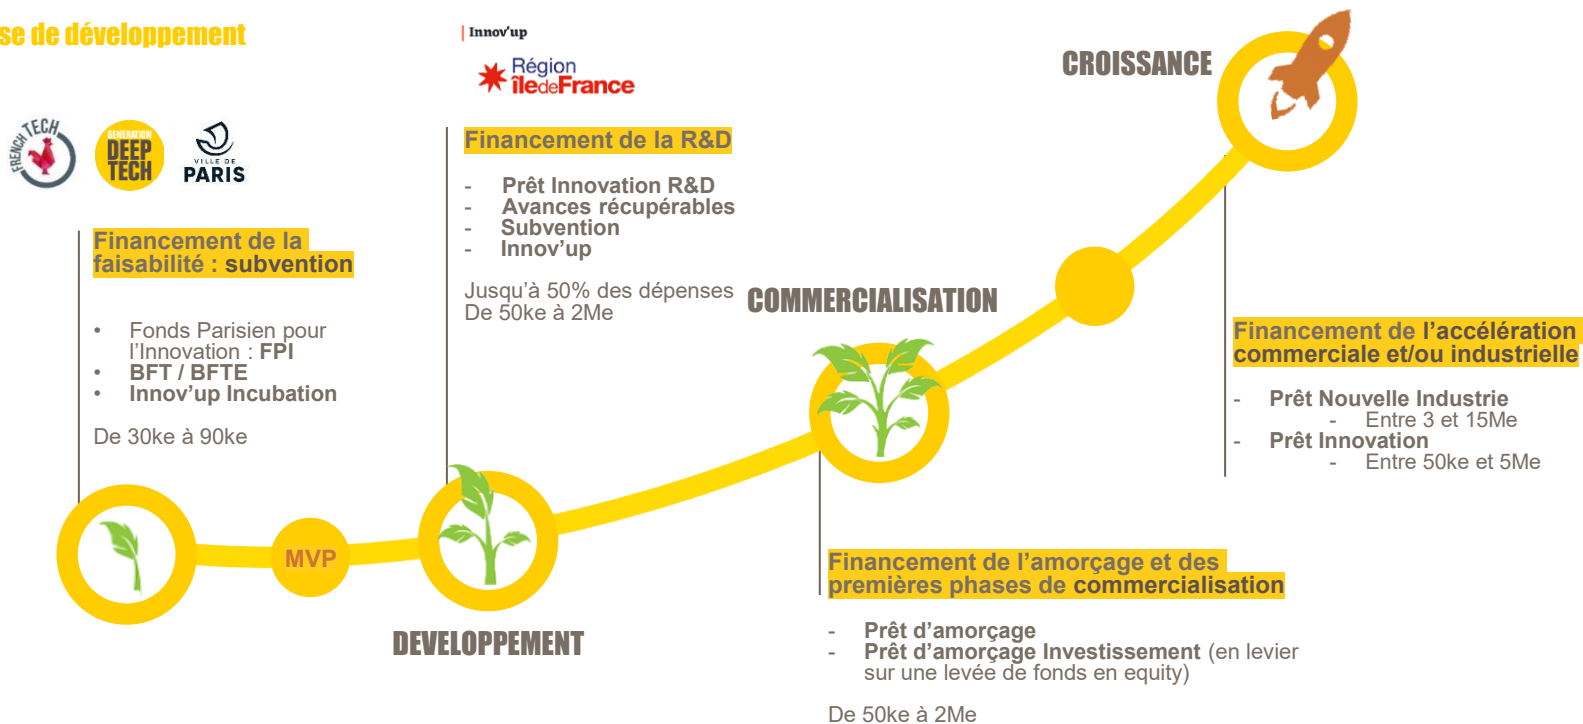 se de développement
FRENCH TECH
GENERATION
DEEP
TECH
VILLE DE
PARIS
Financement de la
faisabilité : subvention
• Fonds Parisien pour
l'Innovation : FPI
• BFT / BFTE
• Innov'up Incubation
De 30ke à 90ke
MVP
| Innov'up
Région
îledeFrance
Financement de la R&D
- Prêt Innovation R&D
- Avances récupérables
- Subvention
- Innov'up
Jusqu'à 50% des dépenses
De 50ke à 2Me
DEVELOPPEMENT
COMMERCIALISATION
Financement de l'amorçage et des
premières phases de commercialisation
- Prêt d'amorçage
- Prêt d'amorçage Investissement (en levier
sur une levée de fonds en equity)
De 50ke à 2Me
CROISSANCE
Financement de l'accélération
commerciale et/ou industrielle
- Prêt Nouvelle Industrie
- Entre 3 et 15Me
- Prêt Innovation
- Entre 50ke et 5Me